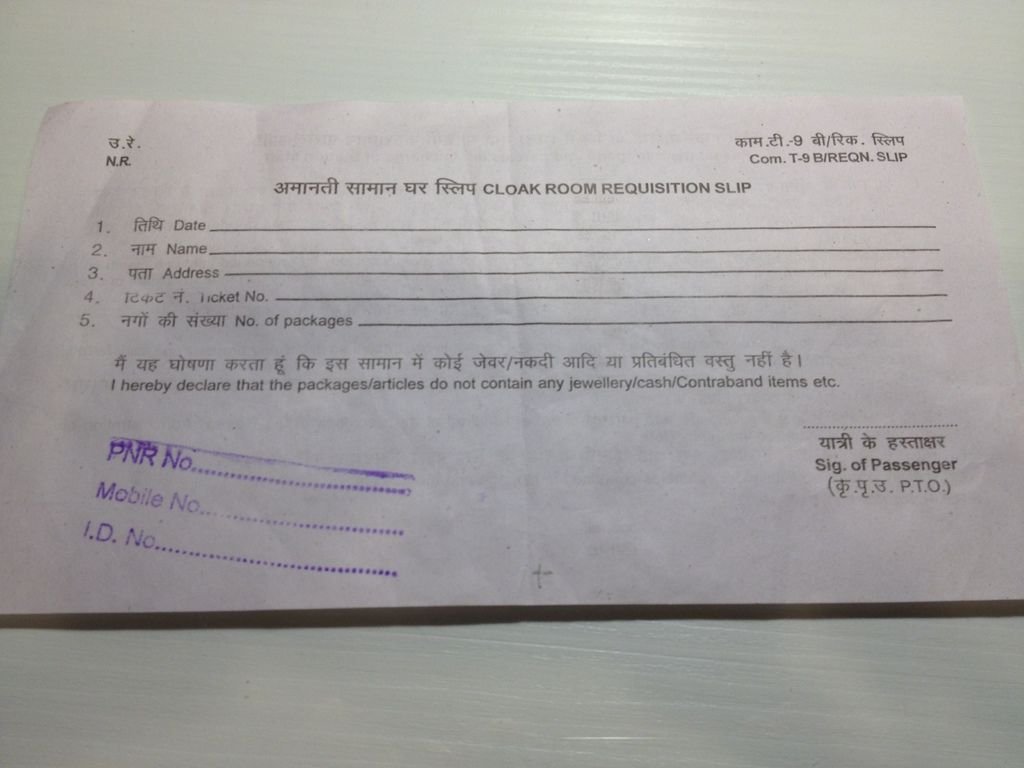 उ.रे.
काम.टी.-9 बी/रिक. स्लिप
N.R.
Com. T-9 B/REQN. SLIP
अमानती सामान घर स्लिप CLOAK ROOM REQUISITION SLIP
1. तिथि Date
2. नाम Name
3. पता Address
4. टिकट नं. Ticket No.
5. नगों की संख्या No. of packages
मैं यह घोषणा करता हूं कि इस सामान में कोई जेवर/नकदी आदि या प्रतिबंधित वस्तु नहीं है।
I hereby declare that the packages/articles do not contain any jewellery/cash/Contraband items etc.
यात्री के हस्ताक्षर
Sig. of Passenger
(कृ.पृ.उ. P.T.O.)
PNR No.
Mobile No.
I.D. No.